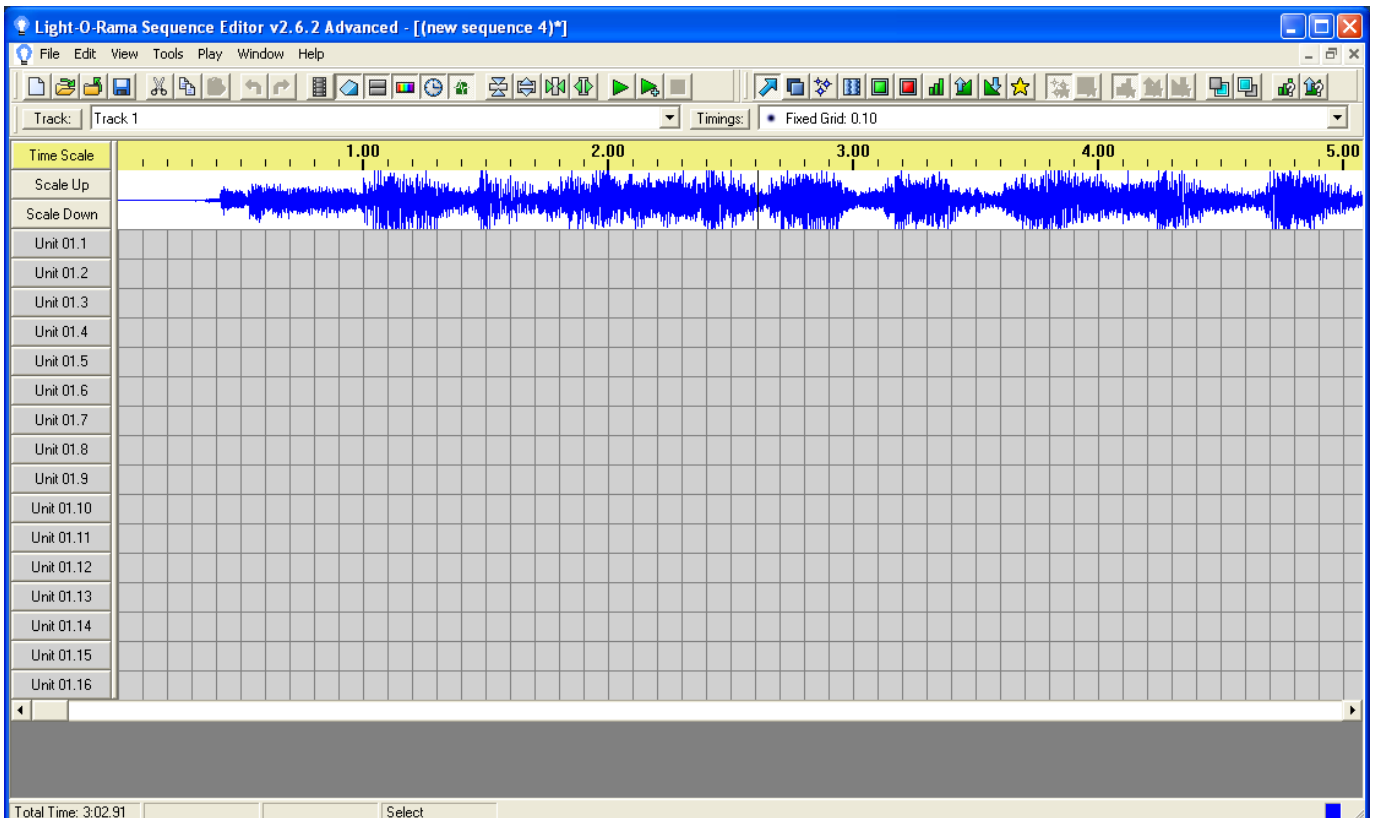 Light-O-Rama Sequence Editor v2.6.2 Advanced - [(new sequence 4)*]
File Edit View Tools Play Window Help
Track: Track 1 Timings: Fixed Grid: 0.10
Time Scale 1.00 2.00 3.00 4.00 5.00
Scale Up
Scale Down
Unit 01.1
Unit 01.2
Unit 01.3
Unit 01.4
Unit 01.5
Unit 01.6
Unit 01.7
Unit 01.8
Unit 01.9
Unit 01.10
Unit 01.11
Unit 01.12
Unit 01.13
Unit 01.14
Unit 01.15
Unit 01.16
Total Time: 3:02.91 Select